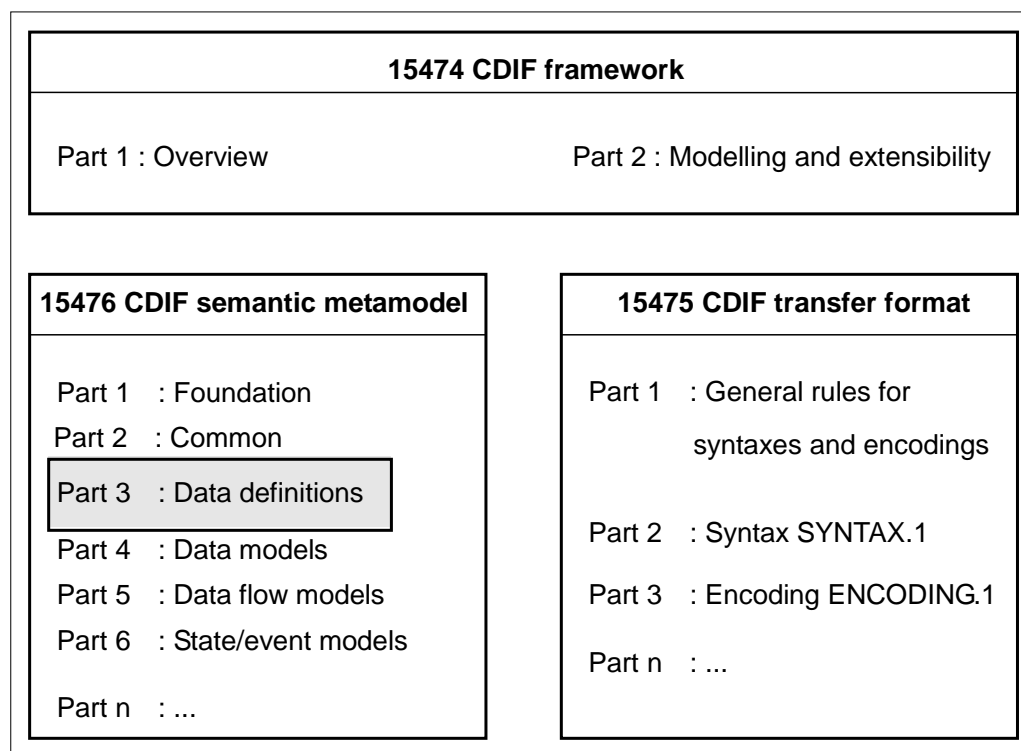 15474 CDIF framework
Part 1 : Overview
Part 2 : Modelling and extensibility
15476 CDIF semantic metamodel
Part 1 : Foundation
Part 2 : Common
Part 3 : Data definitions
Part 4 : Data models
Part 5 : Data flow models
Part 6 : State/event models
Part n : ...
15475 CDIF transfer format
Part 1 : General rules for
syntaxes and encodings
Part 2 : Syntax SYNTAX.1
Part 3 : Encoding ENCODING.1
Part n : ...